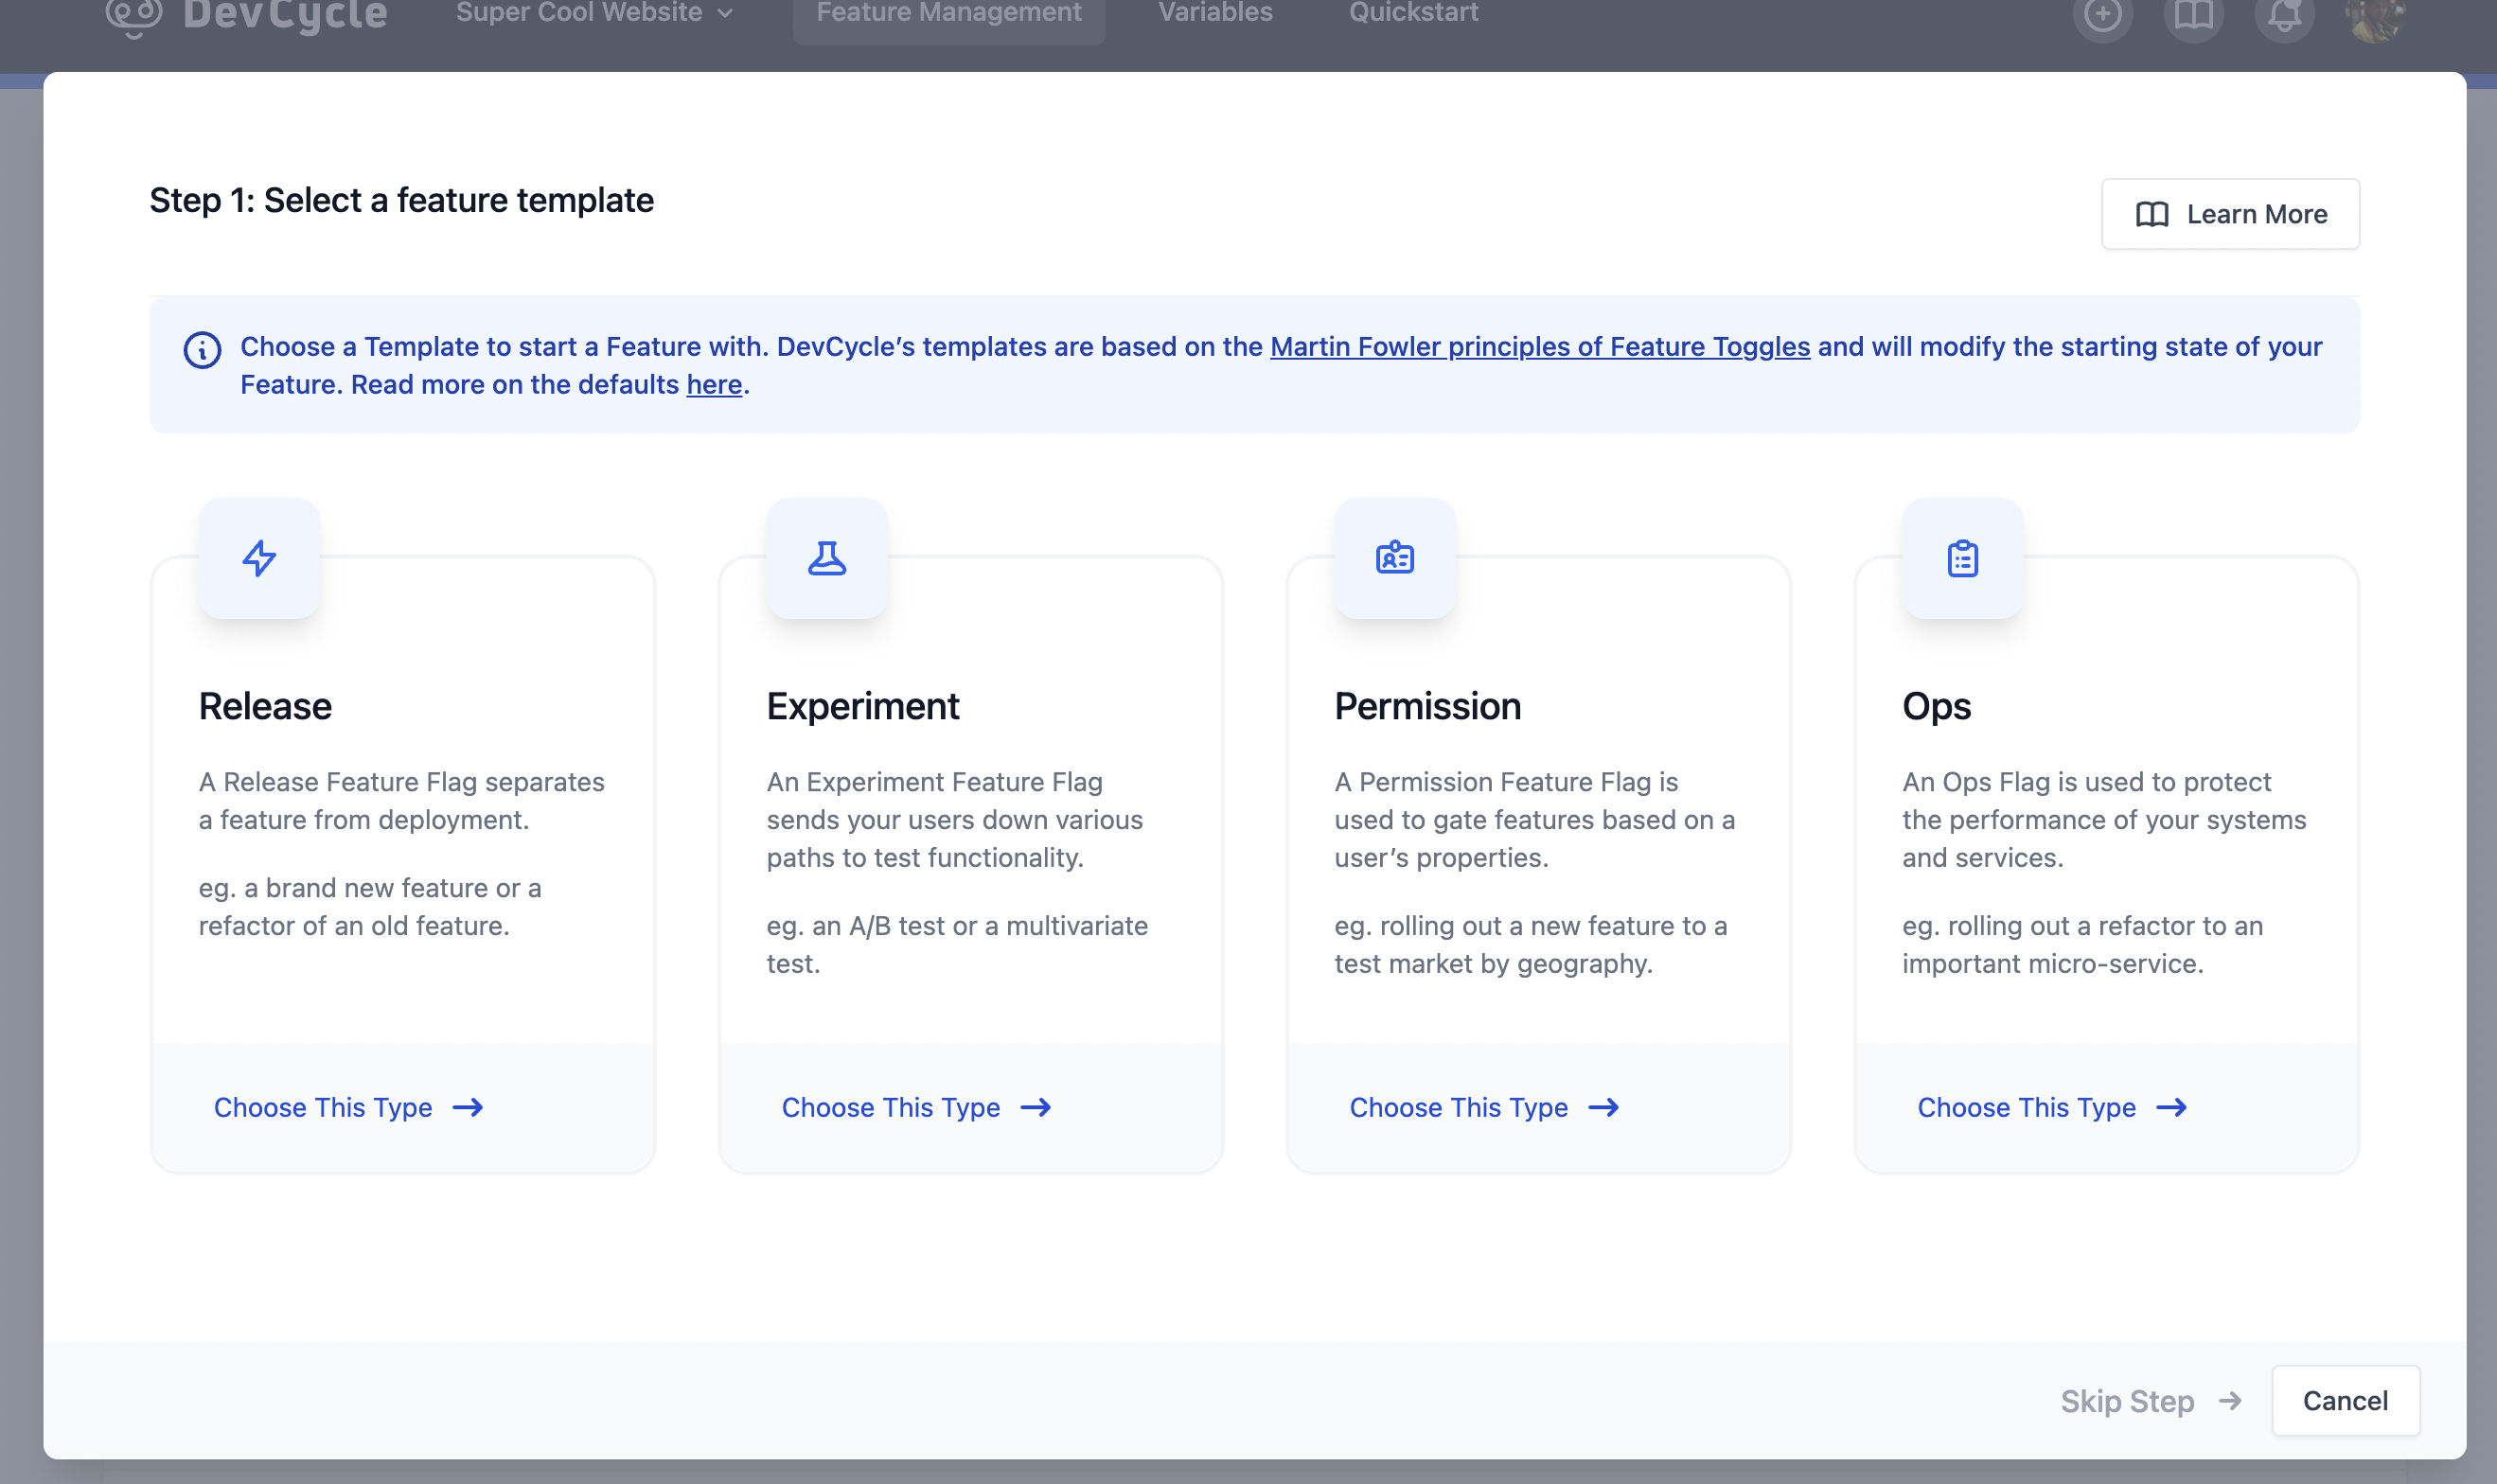 DevCycle
Super Cool Website
Feature Management
Variables
Quickstart
Step 1: Select a feature template
Learn More
Choose a Template to start a Feature with. DevCycle’s templates are based on the Martin Fowler principles of Feature Toggles and will modify the starting state of your
Feature. Read more on the defaults here.
Release
A Release Feature Flag separates
a feature from deployment.
eg. a brand new feature or a
refactor of an old feature.
Choose This Type
Experiment
An Experiment Feature Flag
sends your users down various
paths to test functionality.
eg. an A/B test or a multivariate
test.
Choose This Type
Permission
A Permission Feature Flag is
used to gate features based on a
user’s properties.
eg. rolling out a new feature to a
test market by geography.
Choose This Type
Ops
An Ops Flag is used to protect
the performance of your systems
and services.
eg. rolling out a refactor to an
important micro-service.
Choose This Type
Skip Step
Cancel